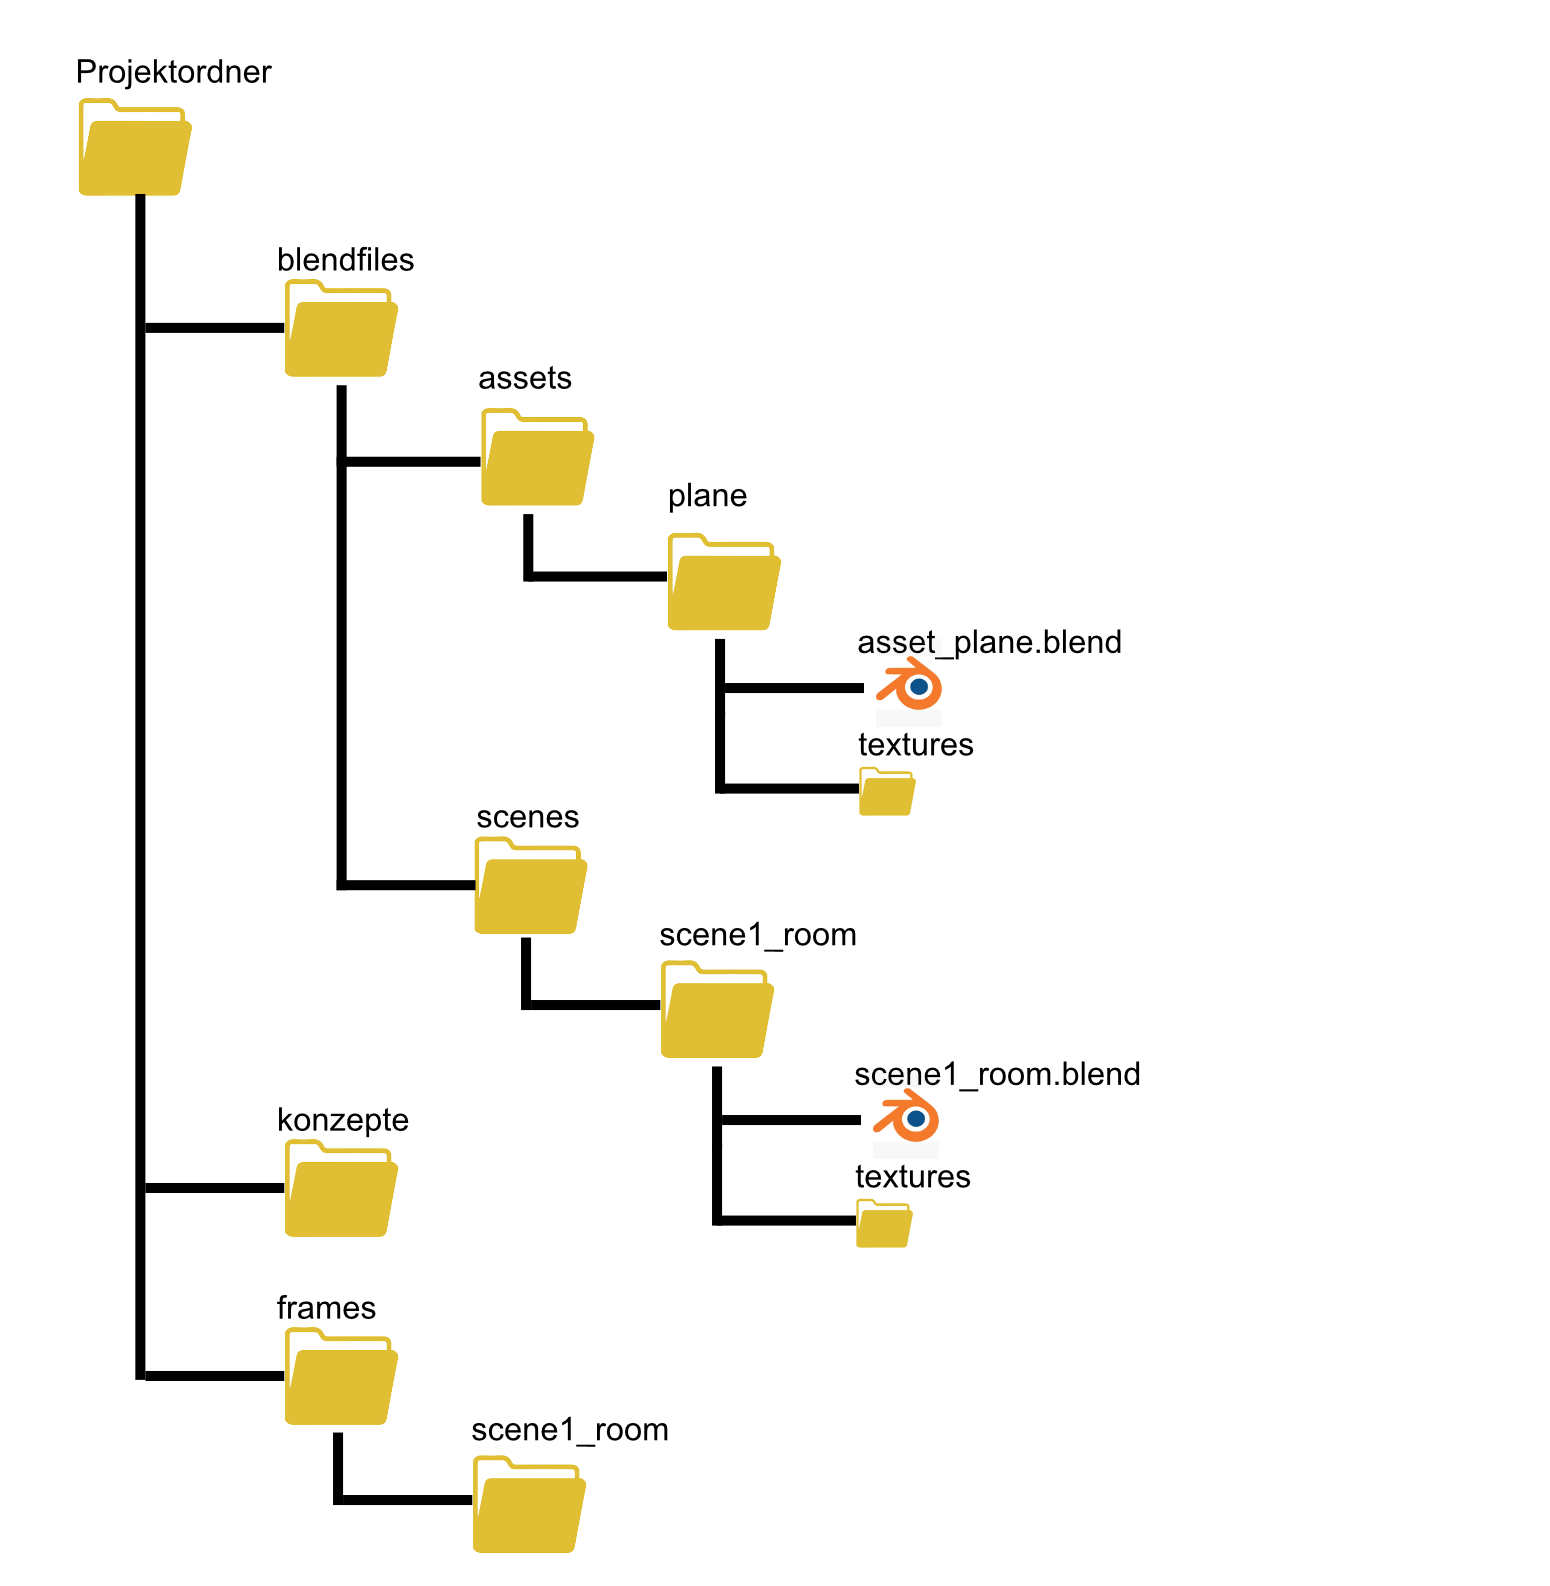 Projektordner
blendfiles
assets
plane
asset_plane.blend
textures
scenes
scene1_room
scene1_room.blend
textures
konzepte
frames
scene1_room